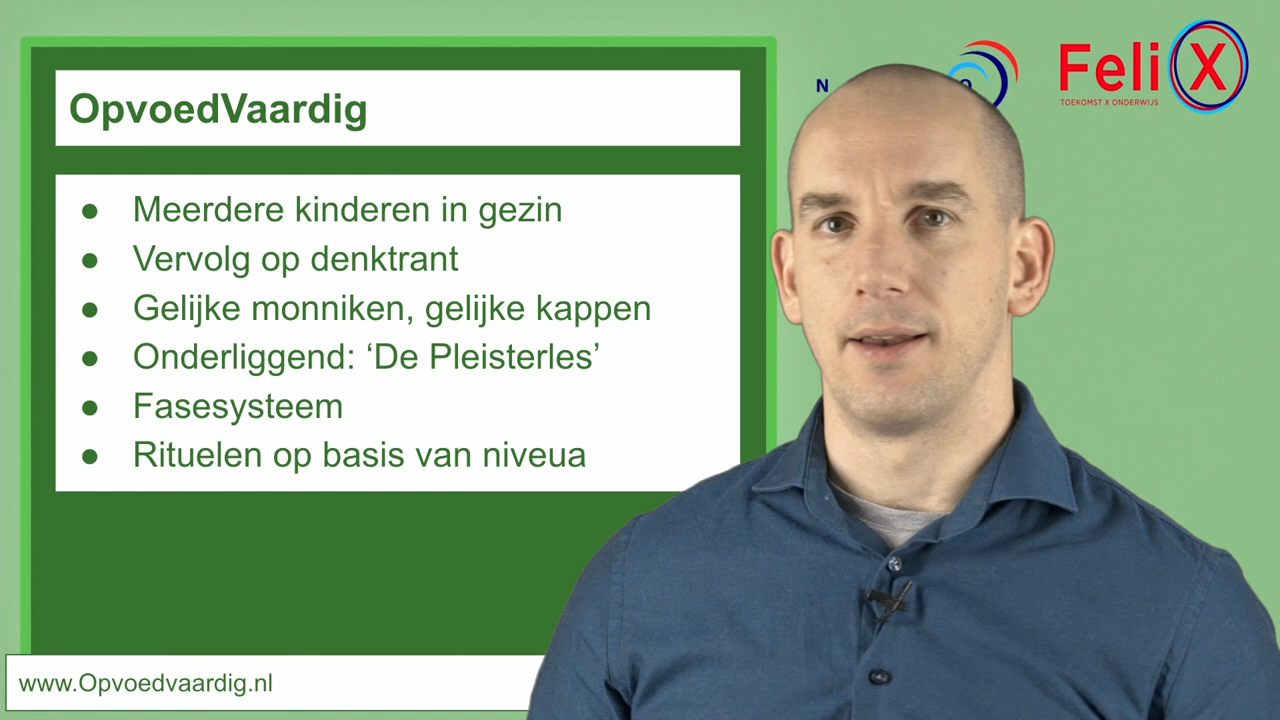 OpvoedVaardig
● Meerdere kinderen in gezin
● Vervolg op denktrant
● Gelijke monniken, gelijke kappen
● Onderliggend: ‘De Pleisterles’
● Fasesysteem
● Rituelen op basis van niveua
www.Opvoedvaardig.nl
FeliX
TOEKOMST X ONDERWIJS